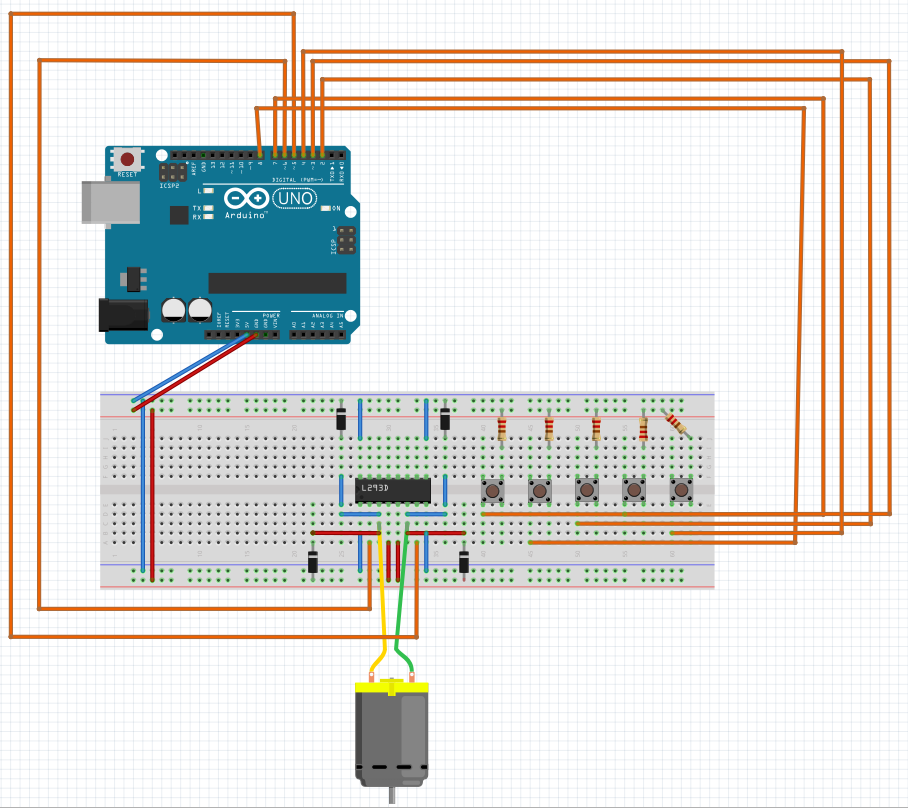 RESET
ICSP2
AREF
GND
13
12
~11
~10
~9
8
7
~6
~5
4
~3
2
TX▶1
RX◀0
DIGITAL (PWM~)
L
TX
RX
Arduino™
UNO
ON
1
ICSP
POWER
ANALOG IN
IOREF
RESET
3V3
5V
GND
GND
VIN
A0
A1
A2
A3
A4
A5
L293D